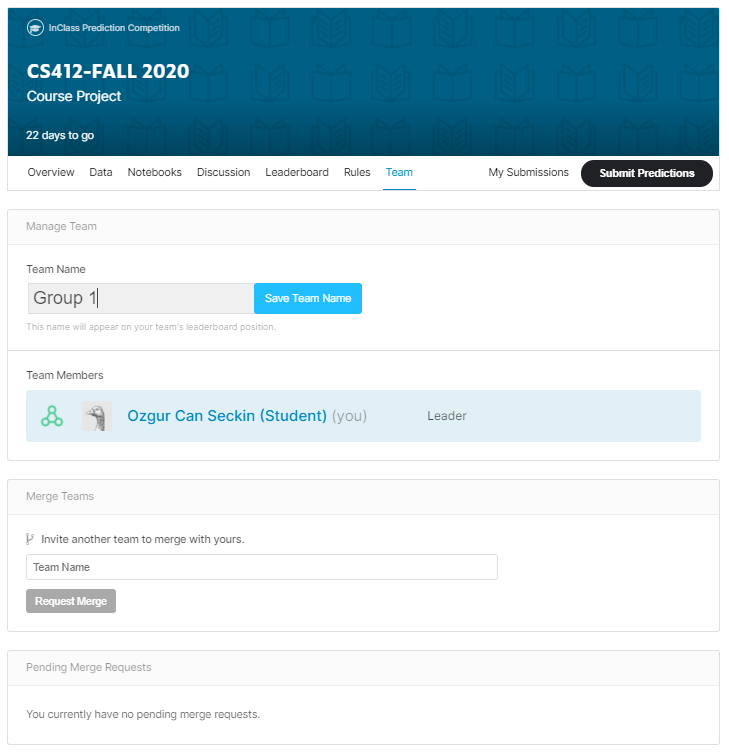 InClass Prediction Competition
CS412-FALL 2020
Course Project
22 days to go
Overview Data Notebooks Discussion Leaderboard Rules Team My Submissions Submit Predictions
Manage Team
Team Name
Group 1 Save Team Name
This name will appear on your team's leaderboard position.
Team Members
Ozgur Can Seckin (Student) (you) Leader
Merge Teams
Invite another team to merge with yours.
Team Name
Request Merge
Pending Merge Requests
You currently have no pending merge requests.